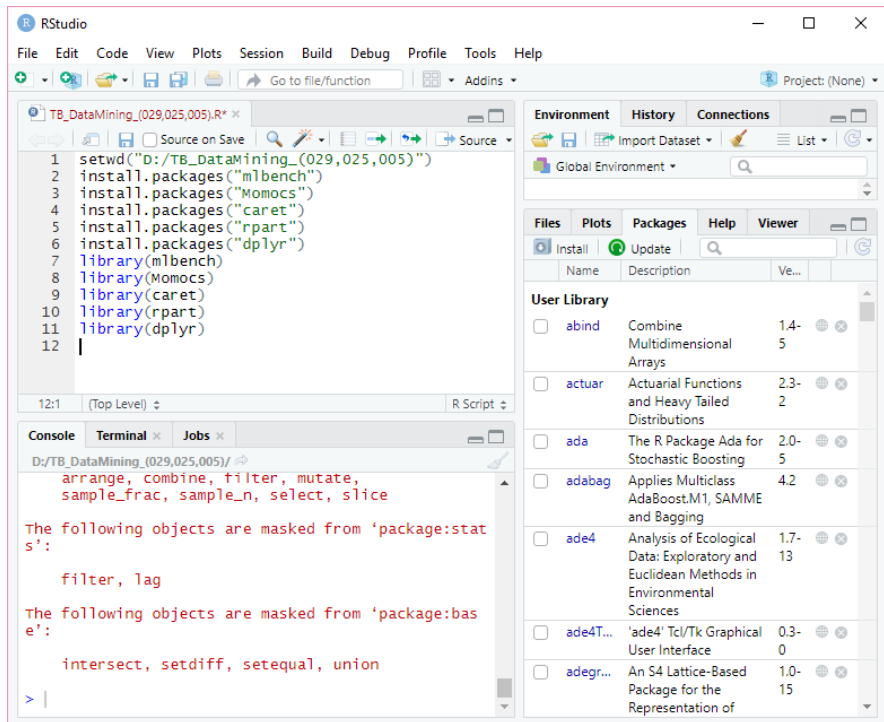 RStudio
File Edit Code View Plots Session Build Debug Profile Tools Help
Go to file/function Addins Project: (None)
TB_DataMining_(029,025,005).R*
Source on Save Source
1 setwd("D:/TB_DataMining_(029,025,005)")
2 install.packages("mlbench")
3 install.packages("Momocs")
4 install.packages("caret")
5 install.packages("rpart")
6 install.packages("dplyr")
7 library(mlbench)
8 library(Momocs)
9 library(caret)
10 library(rpart)
11 library(dplyr)
12
12:1 (Top Level) R Script
Console Terminal Jobs
D:/TB_DataMining_(029,025,005)/
arrange, combine, filter, mutate,
sample_frac, sample_n, select, slice
The following objects are masked from ‘package:stat
s’:
filter, lag
The following objects are masked from ‘package:bas
e’:
intersect, setdiff, setequal, union
>
Environment History Connections
Import Dataset List
Global Environment
Files Plots Packages Help Viewer
Install Update
Name Description Ve...
User Library
abind Combine 1.4-
Multidimensional 5
Arrays
actuar Actuarial Functions 2.3-
and Heavy Tailed 2
Distributions
ada The R Package Ada for 2.0-
Stochastic Boosting 5
adabag Applies Multiclass 4.2
AdaBoost.M1, SAMME
and Bagging
ade4 Analysis of Ecological 1.7-
Data: Exploratory and 13
Euclidean Methods in
Environmental
Sciences
ade4T... 'ade4' Tcl/Tk Graphical 0.3-
User Interface 0
adegr... An S4 Lattice-Based 1.0-
Package for the 15
Representation of